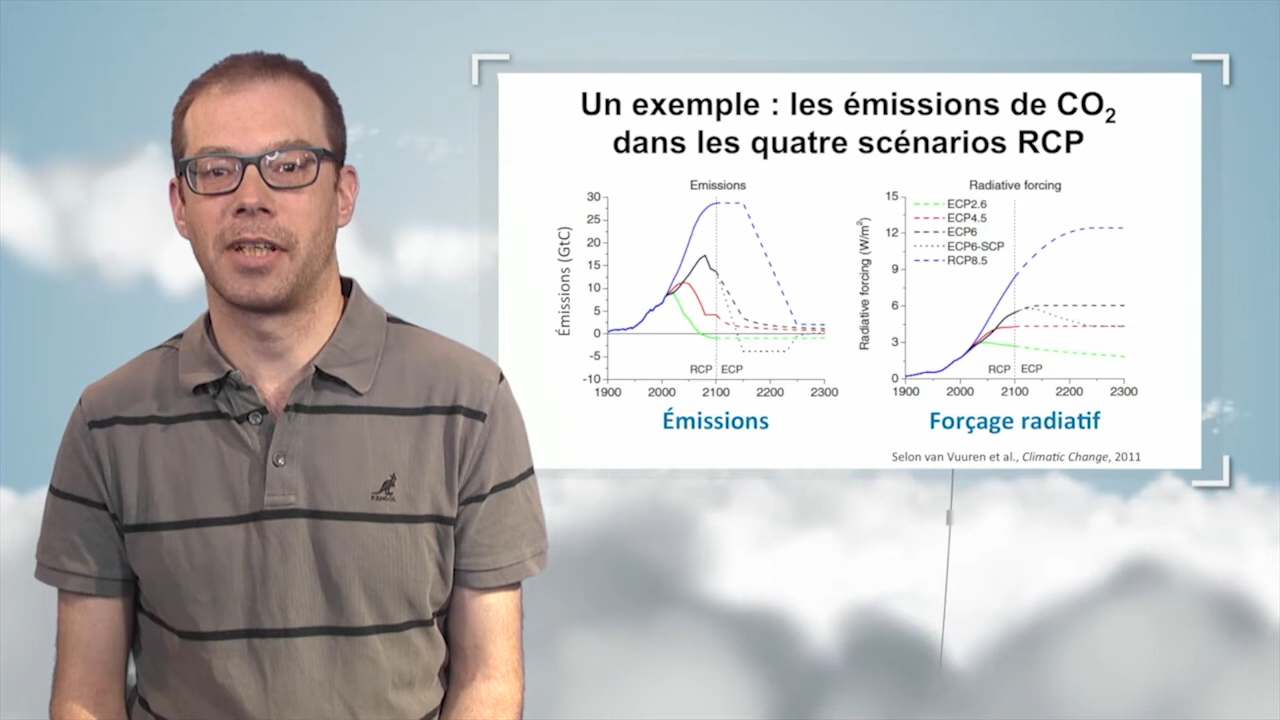 Un exemple : les émissions de CO₂
dans les quatre scénarios RCP
Emissions
Émissions (GtC)
30
25
20
15
10
5
0
-5
-10
RCP ECP
1900 2000 2100 2200 2300
Émissions
Radiative forcing
Radiative forcing (W/m²)
15
12
9
6
3
0
ECP2.6
ECP4.5
ECP6
ECP6-SCP
RCP8.5
RCP ECP
1900 2000 2100 2200 2300
Forçage radiatif
Selon van Vuuren et al., Climatic Change, 2011
KANGOL